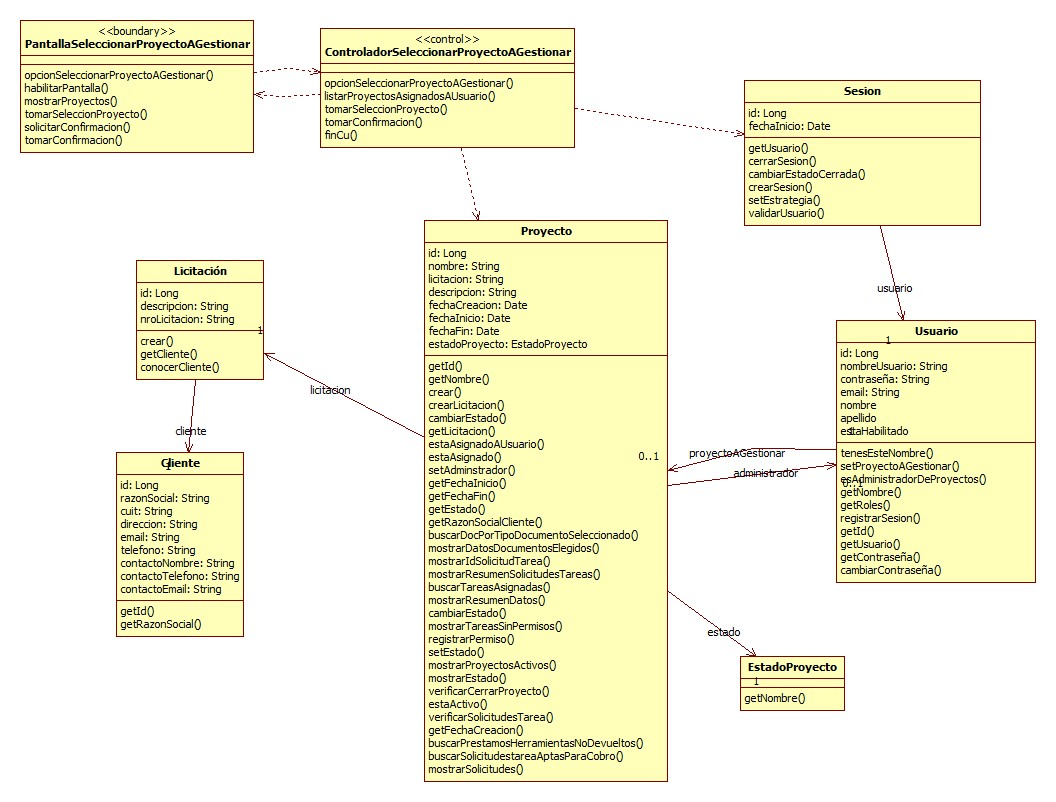 <<boundary>>
PantallaSeleccionarProyectoAGestionar
opcionSeleccionarProyectoAGestionar()
habilitarPantalla()
mostrarProyectos()
tomarSeleccionProyecto()
solicitarConfirmacion()
tomarConfirmacion()
<<control>>
ControladorSeleccionarProyectoAGestionar
opcionSeleccionarProyectoAGestionar()
listarProyectosAsignadosAUsuario()
tomarSeleccionProyecto()
tomarConfirmacion()
finCu()
Sesion
id: Long
fechaInicio: Date
getUsuario()
cerrarSesion()
cambiarEstadoCerrada()
crearSesion()
setEstrategia()
validarUsuario()
usuario
1
Licitación
id: Long
descripcion: String
nroLicitacion: String
1
crear()
getCliente()
conocerCliente()
licitacion
cliente
1
Cliente
id: Long
razonSocial: String
cuit: String
direccion: String
email: String
telefono: String
contactoNombre: String
contactoTelefono: String
contactoEmail: String
getId()
getRazonSocial()
Proyecto
id: Long
nombre: String
licitacion: String
descripcion: String
fechaCreacion: Date
fechaInicio: Date
fechaFin: Date
estadoProyecto: EstadoProyecto
getId()
getNombre()
crear()
crearLicitacion()
cambiarEstado()
getLicitacion()
estaAsignadoAUsuario()
estaAsignado()
setAdminstrador()
getFechaInicio()
getFechaFin()
getEstado()
getRazonSocialCliente()
buscarDocPorTipoDocumentoSeleccionado()
mostrarDatosDocumentosElegidos()
mostrarIdSolicitudTarea()
mostrarResumenSolicitudesTareas()
buscarTareasAsignadas()
mostrarResumenDatos()
cambiarEstado()
mostrarTareasSinPermisos()
registrarPermiso()
setEstado()
mostrarProyectosActivos()
mostrarEstado()
verificarCerrarProyecto()
estaActivo()
verificarSolicitudesTarea()
getFechaCreacion()
buscarPrestamosHerramientasNoDevueltos()
buscarSolicitudestareaAptasParaCobro()
mostrarSolicitudes()
0..1
proyectoAGestionar
administrador
0..1
Usuario
id: Long
nombreUsuario: String
contraseña: String
email: String
nombre
apellido
estaHabilitado
1
tenesEsteNombre()
setProyectoAGestionar()
esAdministradorDeProyectos()
getNombre()
getRoles()
registrarSesion()
getId()
getUsuario()
getContraseña()
cambiarContraseña()
estado
EstadoProyecto
1
getNombre()